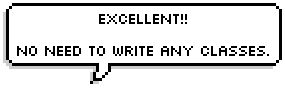 EXCELLENT!!
NO NEED TO WRITE ANY CLASSES.